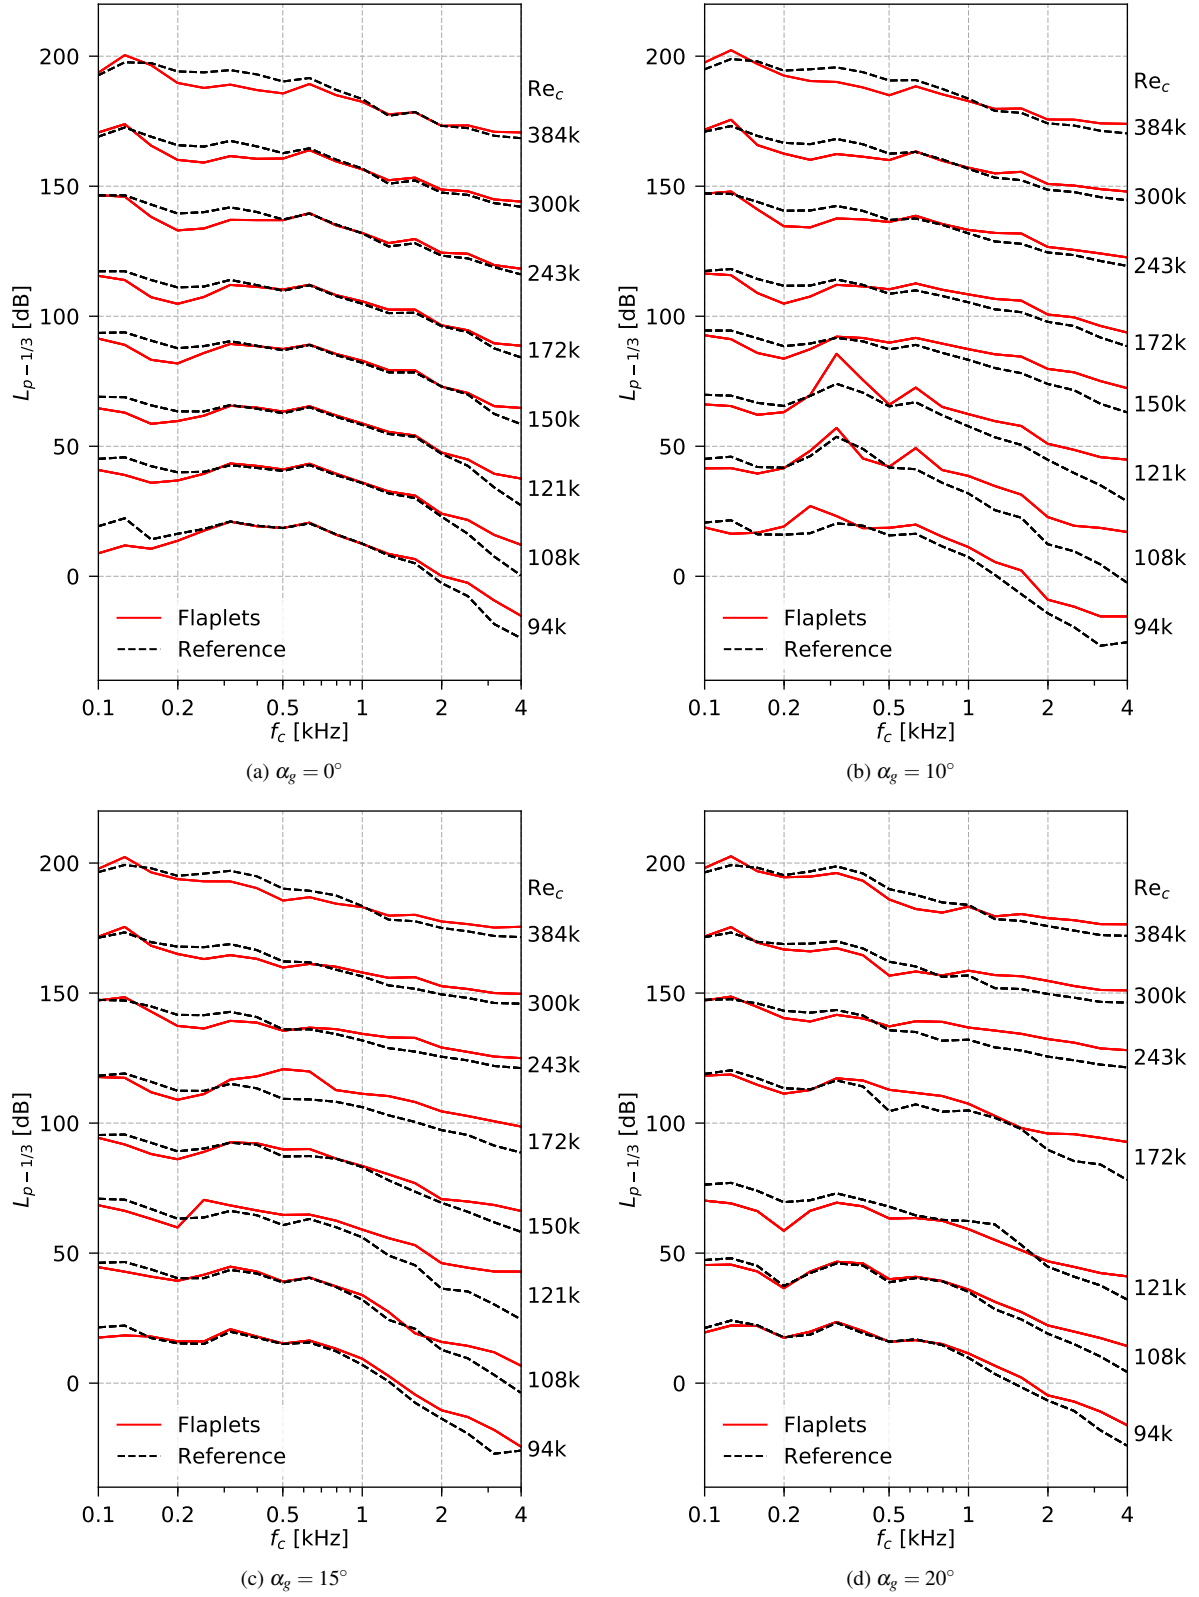 200
150
100
50
0
L_{p-1/3} [dB]
Re_c
384k
300k
243k
172k
150k
121k
108k
94k
Flaplets
Reference
0.1 0.2 0.5 1 2 4
f_c [kHz]
(a) α_g = 0°
200
150
100
50
0
L_{p-1/3} [dB]
Re_c
384k
300k
243k
172k
150k
121k
108k
94k
Flaplets
Reference
0.1 0.2 0.5 1 2 4
f_c [kHz]
(b) α_g = 10°
200
150
100
50
0
L_{p-1/3} [dB]
Re_c
384k
300k
243k
172k
150k
121k
108k
94k
Flaplets
Reference
0.1 0.2 0.5 1 2 4
f_c [kHz]
(c) α_g = 15°
200
150
100
50
0
L_{p-1/3} [dB]
Re_c
384k
300k
243k
172k
121k
108k
94k
Flaplets
Reference
0.1 0.2 0.5 1 2 4
f_c [kHz]
(d) α_g = 20°